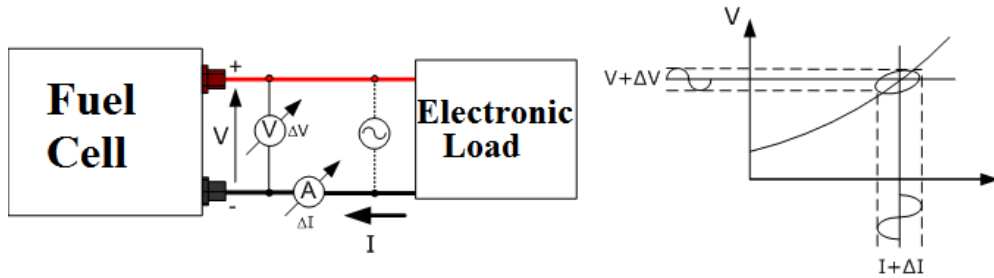 Fuel
Cell
+
V
-
V
ΔV
A
ΔI
I
Electronic
Load
V
V+ΔV
I+ΔI